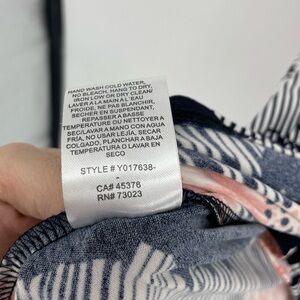 HAND WASH COLD WATER,
NO BLEACH, HANG TO DRY,
IRON LOW OR DRY CLEAN/
LAVER A LA MAIN A L'EAU
FROIDE, NE PAS BLANCHIR,
SECHER EN SUSPENDANT
REPASSER A BASSE
TEMPERATURE OU NETTOYER A
SEC/LAVAR A MANO CON AGUA
FRÍA, NO USAR LEJÍA, SECAR
COLGADO, PLANCHAR A BAJA
TEMPERATURA O LAVAR EN
SECO
STYLE # Y017638-
-
CA# 45376
RN# 73023